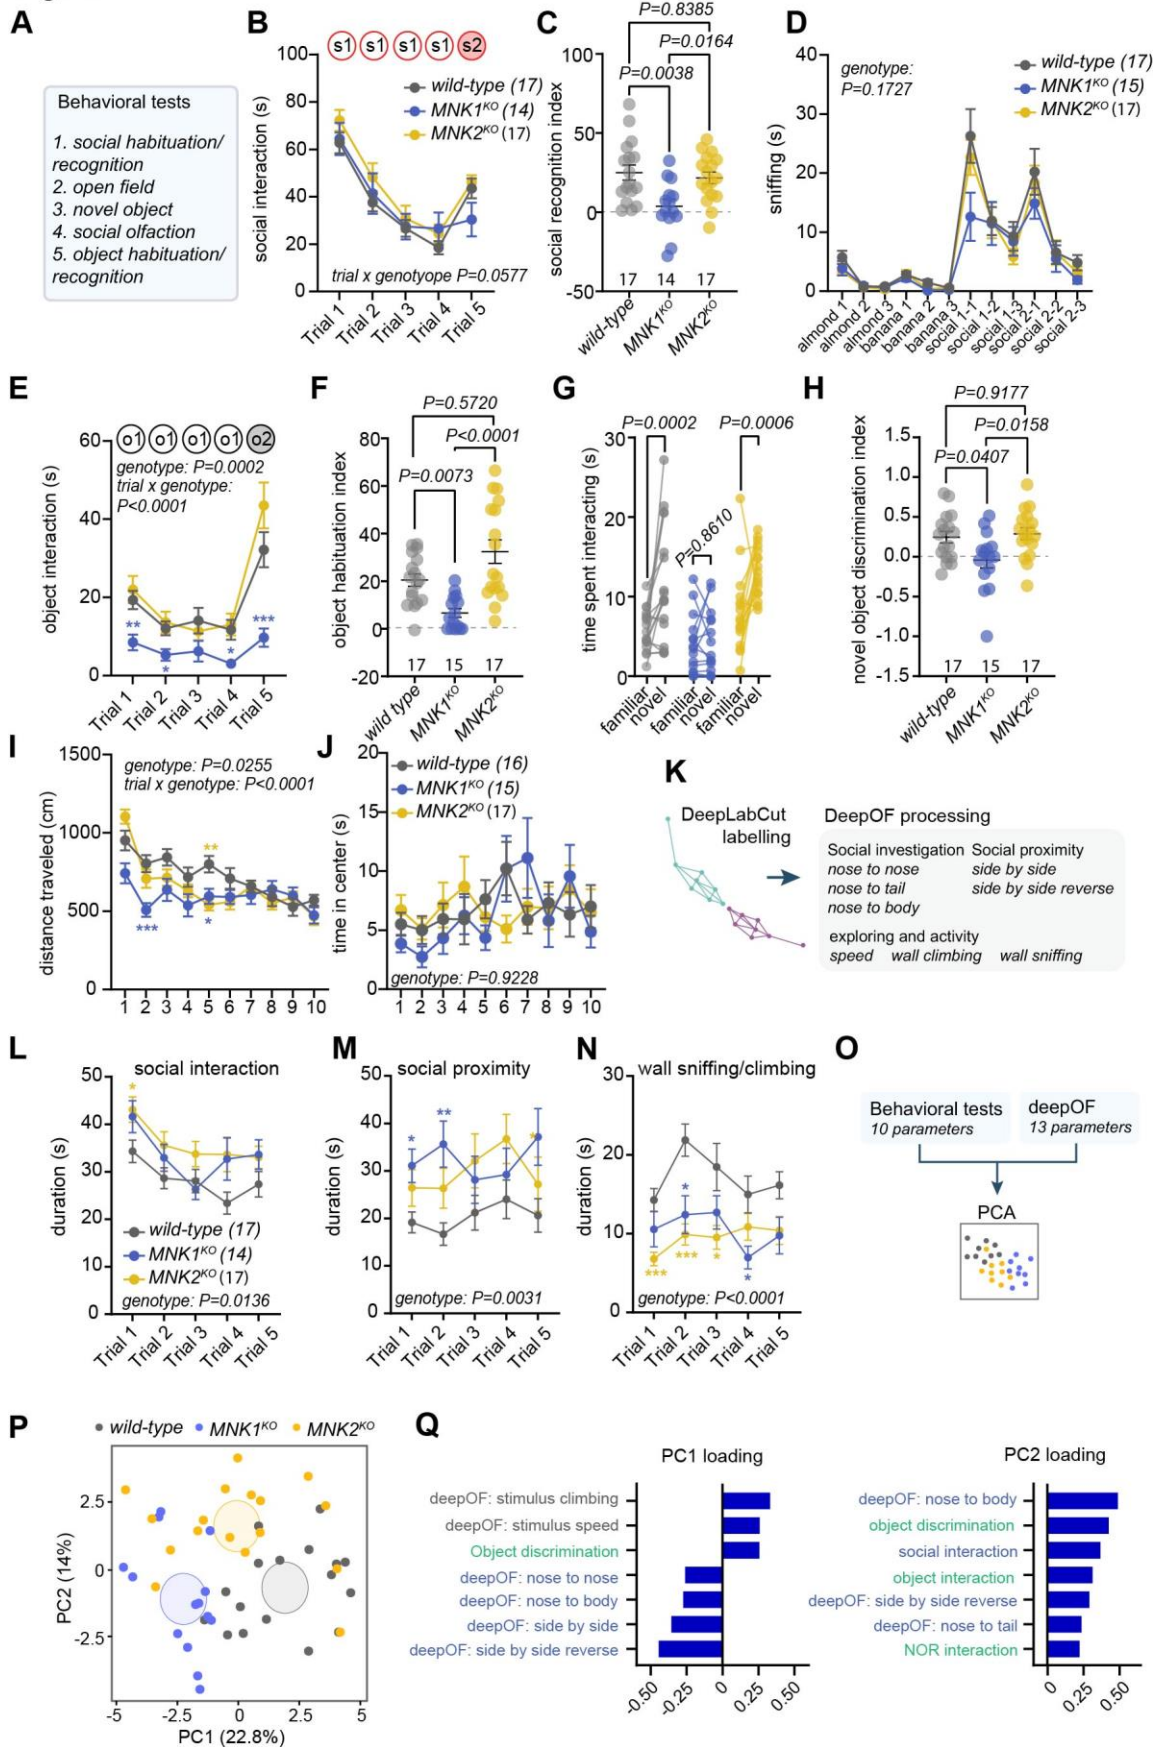 A
Behavioral tests
1. social habituation/
recognition
2. open field
3. novel object
4. social olfaction
5. object habituation/
recognition
B
s1 s1 s1 s1 s2
wild-type (17)
MNK1KO (14)
MNK2KO (17)
social interaction (s)
100
80
60
40
20
0
trial x genotyope P=0.0577
Trial 1 Trial 2 Trial 3 Trial 4 Trial 5
C
P=0.8385
P=0.0164
P=0.0038
social recognition index
100
50
0
-50
17 14 17
wild-type MNK1KO MNK2KO
D
genotype:
P=0.1727
wild-type (17)
MNK1KO (15)
MNK2KO (17)
sniffing (s)
40
30
20
10
0
almond 1 almond 2 almond 3 banana 1 banana 2 banana 3 social 1-1 social 1-2 social 1-3 social 2-1 social 2-2 social 2-3
E
o1 o1 o1 o1 o2
genotype: P=0.0002
trial x genotype:
P<0.0001
object interaction (s)
60
40
20
0
** * * ***
Trial 1 Trial 2 Trial 3 Trial 4 Trial 5
F
P=0.5720
P<0.0001
P=0.0073
object habituation index
80
60
40
20
0
-20
17 15 17
wild type MNK1KO MNK2KO
G
P=0.0002 P=0.0006
P=0.8610
time spent interacting (s)
30
20
10
0
familiar novel familiar novel familiar novel
H
P=0.9177
P=0.0158
P=0.0407
novel object discrimination index
1.5
1.0
0.5
0.0
-0.5
-1.0
-1.5
17 15 17
wild-type MNK1KO MNK2KO
I
genotype: P=0.0255
trial x genotype: P<0.0001
distance traveled (cm)
1500
1000
500
0
*** ** *
1 2 3 4 5 6 7 8 9 10
J
wild-type (16)
MNK1KO (15)
MNK2KO (17)
time in center (s)
20
15
10
5
0
genotype: P=0.9228
1 2 3 4 5 6 7 8 9 10
K
DeepLabCut
labelling
DeepOF processing
Social investigation Social proximity
nose to nose side by side
nose to tail side by side reverse
nose to body
exploring and activity
speed wall climbing wall sniffing
L
social interaction
duration (s)
50
40
30
20
10
0
*
wild-type (17)
MNK1KO (14)
MNK2KO (17)
genotype: P=0.0136
Trial 1 Trial 2 Trial 3 Trial 4 Trial 5
M
social proximity
duration (s)
50
40
30
20
10
0
* ** *
genotype: P=0.0031
Trial 1 Trial 2 Trial 3 Trial 4 Trial 5
N
wall sniffing/climbing
duration (s)
30
20
10
0
*** * *** * *
genotype: P<0.0001
Trial 1 Trial 2 Trial 3 Trial 4 Trial 5
O
Behavioral tests
10 parameters
deepOF
13 parameters
PCA
P
wild-type MNK1KO MNK2KO
PC2 (14%)
2.5
0
-2.5
-5 -2.5 0 2.5 5
PC1 (22.8%)
Q
PC1 loading
deepOF: stimulus climbing
deepOF: stimulus speed
Object discrimination
deepOF: nose to nose
deepOF: nose to body
deepOF: side by side
deepOF: side by side reverse
-0.50 -0.25 0 0.25 0.50
PC2 loading
deepOF: nose to body
object discrimination
social interaction
object interaction
deepOF: side by side reverse
deepOF: nose to tail
NOR interaction
0 0.25 0.50